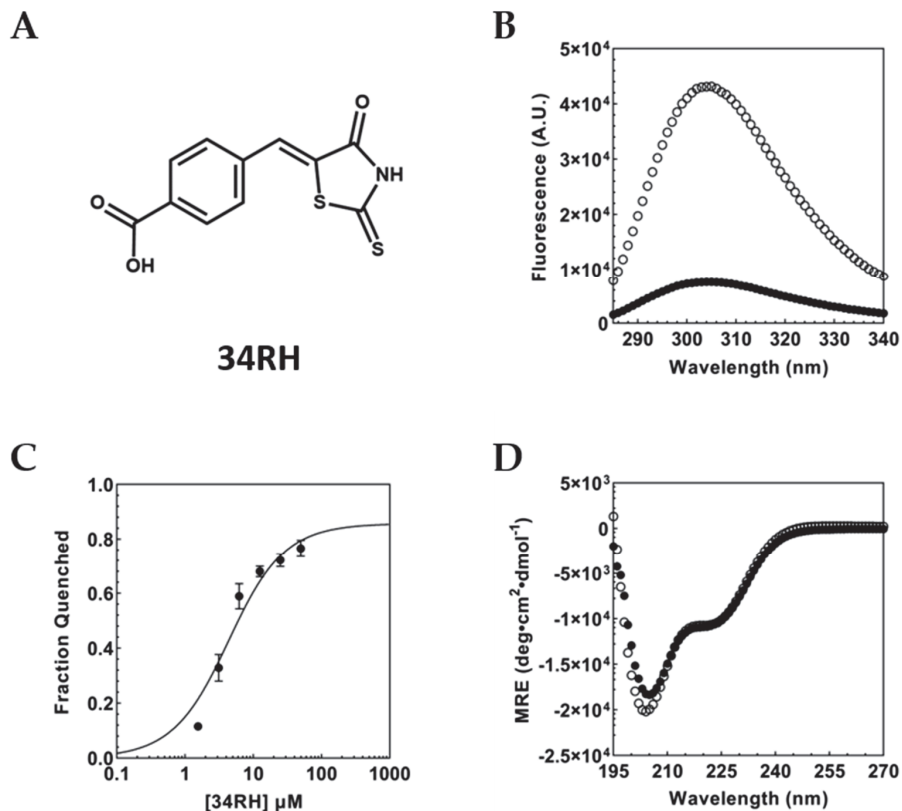 A
O
NH
S
S
O
OH
34RH
B
Fluorescence (A.U.)
5×10⁴
4×10⁴
3×10⁴
2×10⁴
1×10⁴
0
290 300 310 320 330 340
Wavelength (nm)
C
Fraction Quenched
1.0
0.8
0.6
0.4
0.2
0.0
0.1 1 10 100 1000
[34RH] µM
D
MRE (deg•cm²•dmol⁻¹)
5×10³
0
-5×10³
-1×10⁴
-1.5×10⁴
-2×10⁴
-2.5×10⁴
195 210 225 240 255 270
Wavelength (nm)